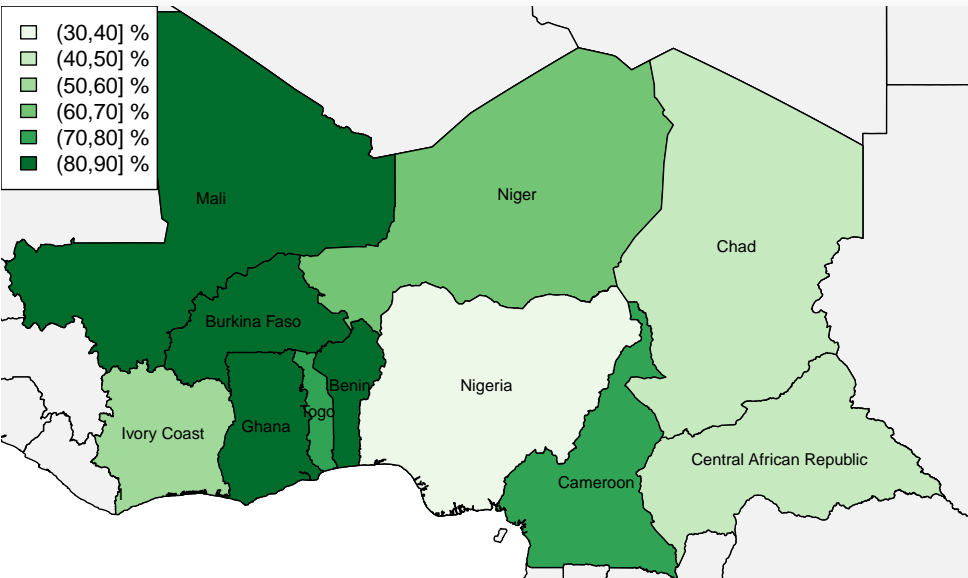 (30,40] %
(40,50] %
(50,60] %
(60,70] %
(70,80] %
(80,90] %
Mali
Niger
Chad
Burkina Faso
Benin
Nigeria
Togo
Ivory Coast
Ghana
Central African Republic
Cameroon